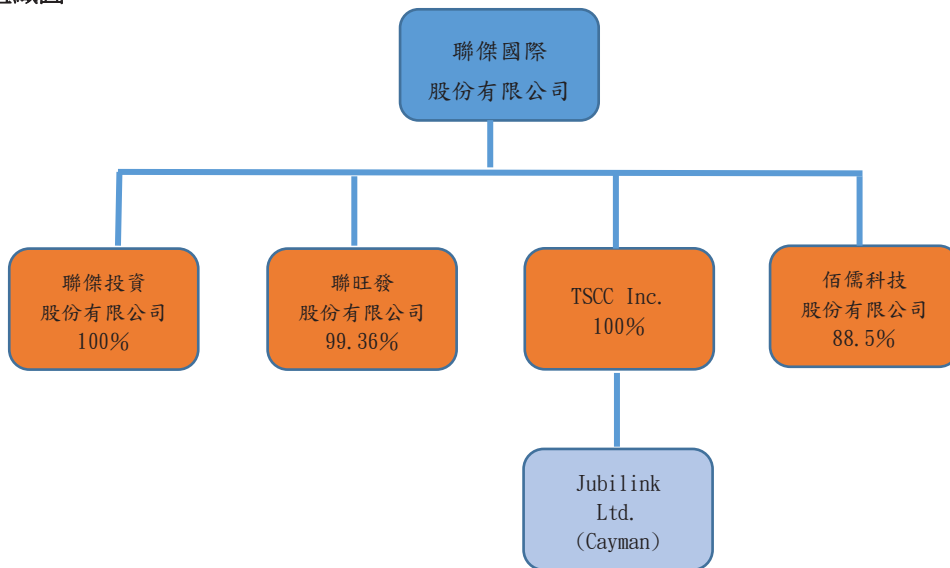 聯傑國際
股份有限公司
聯傑投資
股份有限公司
100%
聯旺發
股份有限公司
99.36%
TSCC Inc.
100%
佰儒科技
股份有限公司
88.5%
Jubilink
Ltd.
(Cayman)